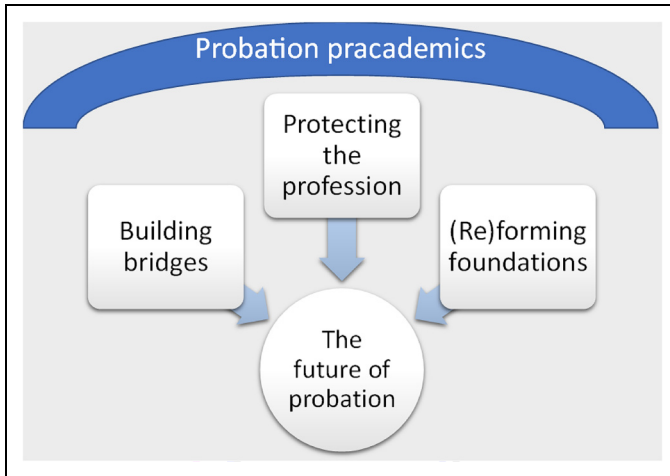 Probation pracademics
Protecting
the
profession
Building
bridges
(Re)forming
foundations
The
future of
probation